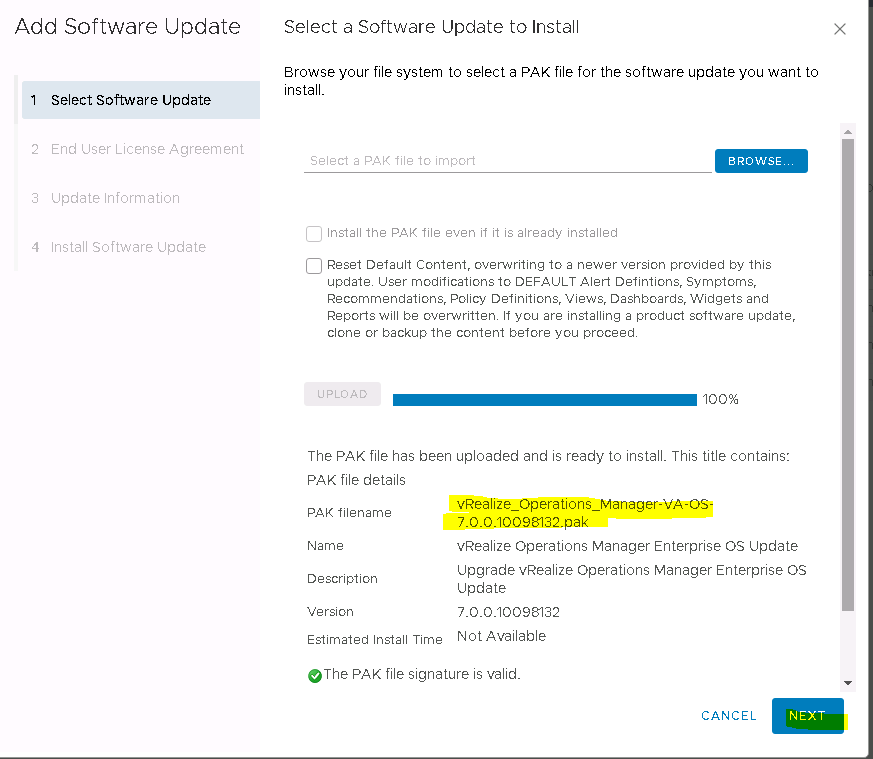 Add Software Update
1 Select Software Update
2 End User License Agreement
3 Update Information
4 Install Software Update
Select a Software Update to Install
Browse your file system to select a PAK file for the software update you want to
install.
Select a PAK file to import
BROWSE...
Install the PAK file even if it is already installed
Reset Default Content, overwriting to a newer version provided by this
update. User modifications to DEFAULT Alert Defintions, Symptoms,
Recommendations, Policy Definitions, Views, Dashboards, Widgets and
Reports will be overwritten. If you are installing a product software update,
clone or backup the content before you proceed.
UPLOAD
100%
The PAK file has been uploaded and is ready to install. This title contains:
PAK file details
PAK filename
vRealize_Operations_Manager-VA-OS-
7.0.0.10098132.pak
Name
vRealize Operations Manager Enterprise OS Update
Description
Upgrade vRealize Operations Manager Enterprise OS
Update
Version
7.0.0.10098132
Estimated Install Time
Not Available
The PAK file signature is valid.
CANCEL
NEXT